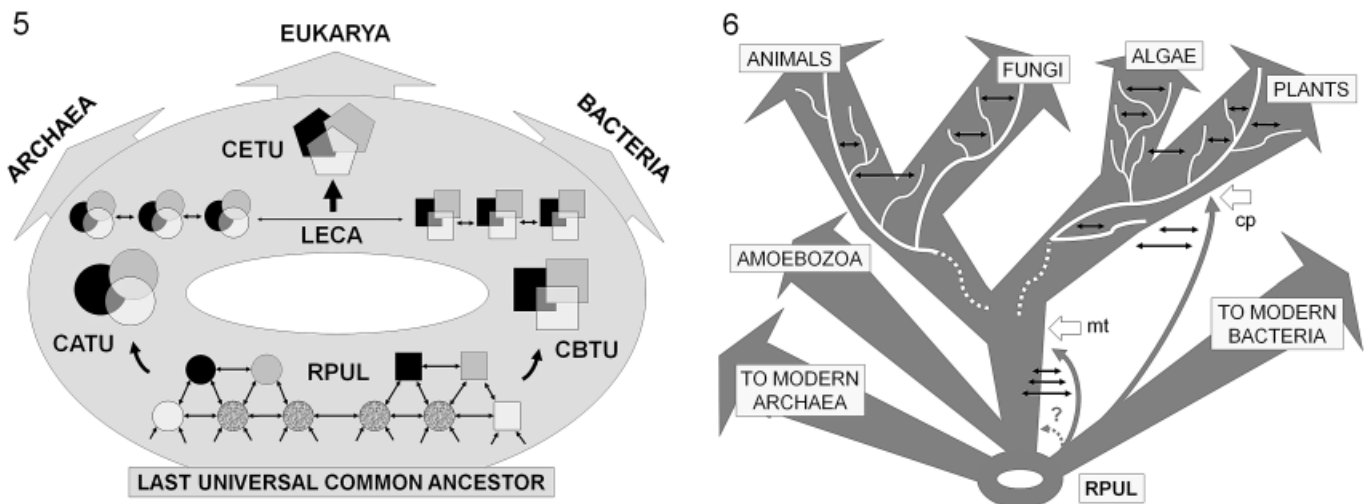 5
EUKARYA
ARCHAEA
BACTERIA
CETU
LECA
CATU
RPUL
CBTU
LAST UNIVERSAL COMMON ANCESTOR
6
ANIMALS
FUNGI
ALGAE
PLANTS
cp
AMOEBOZOA
mt
TO MODERN
BACTERIA
TO MODERN
ARCHAEA
?
RPUL